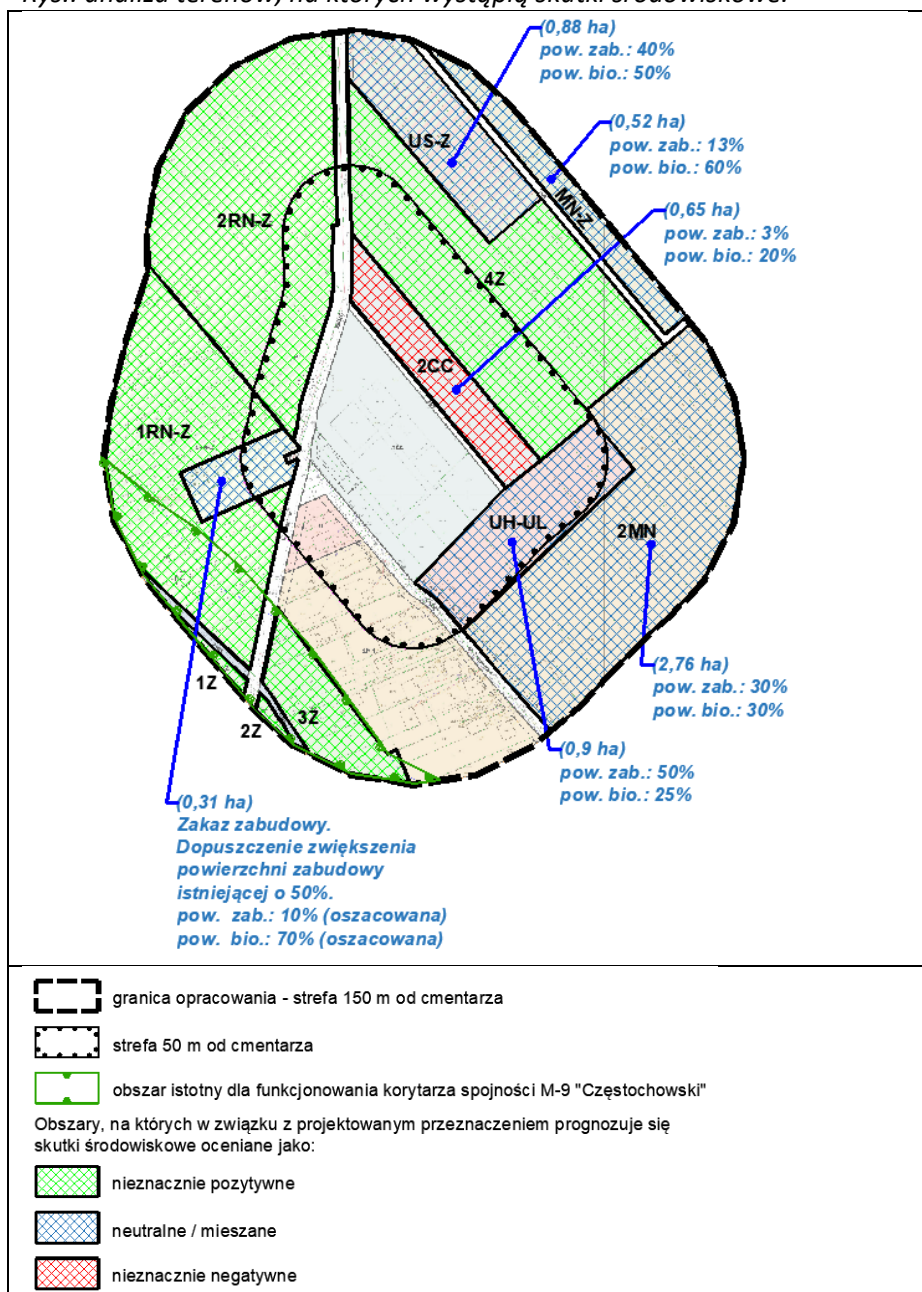 Rys.: analiza terenów, na których wystąpią skutki środowiskowe.
(0,88 ha)
pow. zab.: 40%
pow. bio.: 50%
US-Z
(0,52 ha)
pow. zab.: 13%
pow. bio.: 60%
MN-Z
(0,65 ha)
pow. zab.: 3%
pow. bio.: 20%
2RN-Z
4Z
2CC
1RN-Z
UH-UL
2MN
(2,76 ha)
pow. zab.: 30%
pow. bio.: 30%
1Z
2Z
3Z
(0,9 ha)
pow. zab.: 50%
pow. bio.: 25%
(0,31 ha)
Zakaz zabudowy.
Dopuszczenie zwiększenia
powierzchni zabudowy
istniejącej o 50%.
pow. zab.: 10% (oszacowana)
pow. bio.: 70% (oszacowana)
granica opracowania - strefa 150 m od cmentarza
strefa 50 m od cmentarza
obszar istotny dla funkcjonowania korytarza spojności M-9 "Częstochowski"
Obszary, na których w związku z projektowanym przeznaczeniem prognozuje się
skutki środowiskowe oceniane jako:
nieznacznie pozytywne
neutralne / mieszane
nieznacznie negatywne